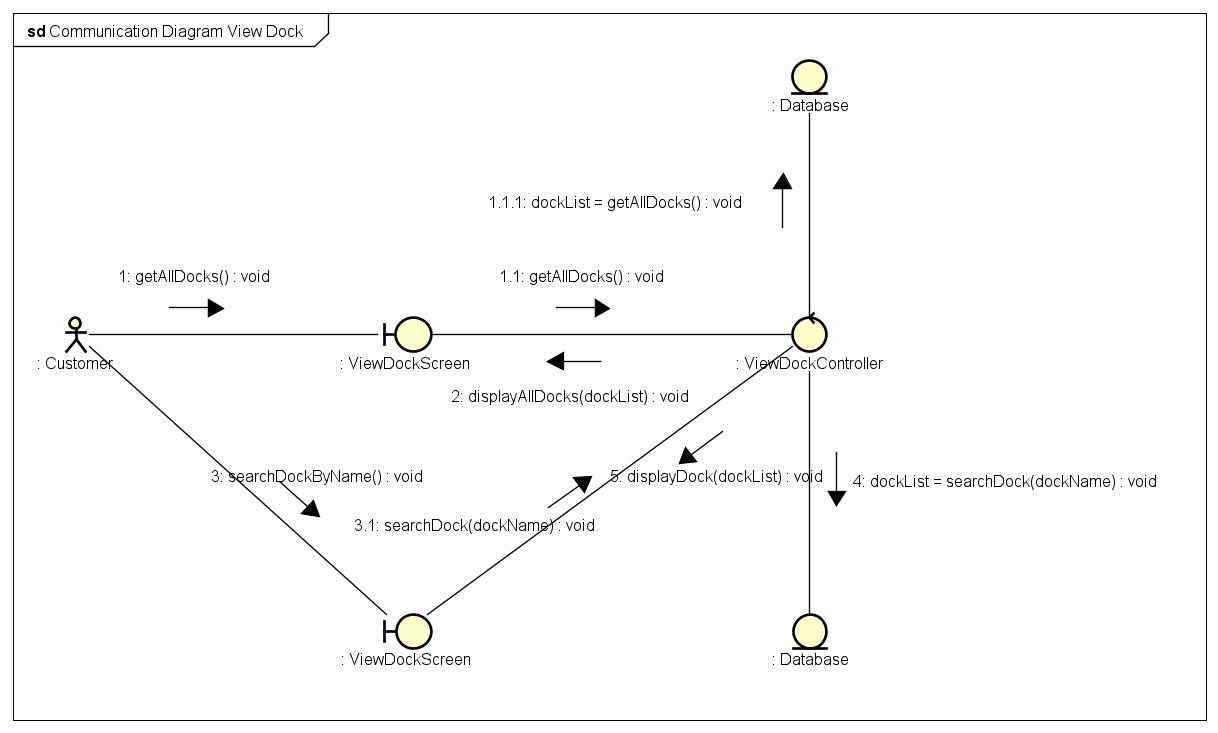 sd Communication Diagram View Dock
: Database
1.1.1: dockList = getAllDocks() : void
1: getAllDocks() : void
1.1: getAllDocks() : void
: Customer
: ViewDockScreen
: ViewDockController
2: displayAllDocks(dockList) : void
3: searchDockByName() : void
5: displayDock(dockList) : void
4: dockList = searchDock(dockName) : void
3.1: searchDock(dockName) : void
: ViewDockScreen
: Database